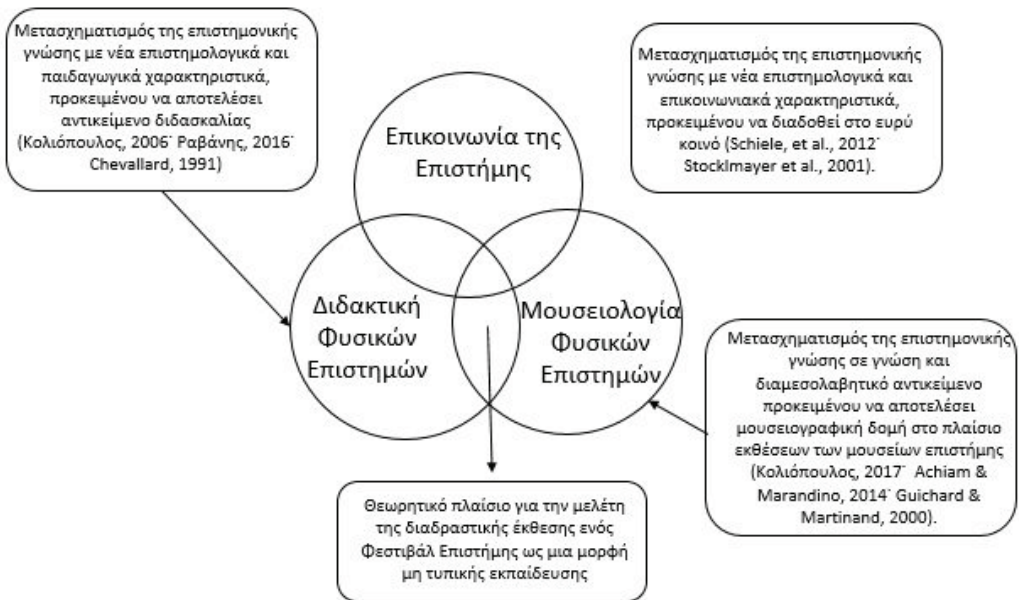 Μετασχηματισμός της επιστημονικής
γνώσης με νέα επιστημολογικά και
παιδαγωγικά χαρακτηριστικά,
προκειμένου να αποτελέσει
αντικείμενο διδασκαλίας
(Κολιόπουλος, 2006˙ Ραβάνης, 2016˙
Chevallard, 1991)
Μετασχηματισμός της επιστημονικής
γνώσης με νέα επιστημολογικά και
επικοινωνιακά χαρακτηριστικά,
προκειμένου να διαδοθεί στο ευρύ
κοινό (Schiele, et al., 2012˙
Stocklmayer et al., 2001).
Επικοινωνία της
Επιστήμης
Διδακτική
Φυσικών
Επιστημών
Μουσειολογία
Φυσικών
Επιστημών
Μετασχηματισμός της επιστημονικής
γνώσης σε γνώση και
διαμεσολαβητικό αντικείμενο
προκειμένου να αποτελέσει
μουσειογραφική δομή στο πλαίσιο
εκθέσεων των μουσείων επιστήμης
(Κολιόπουλος, 2017˙ Achiam &
Marandino, 2014˙ Guichard &
Martinand, 2000).
Θεωρητικό πλαίσιο για την μελέτη
της διαδραστικής έκθεσης ενός
Φεστιβάλ Επιστήμης ως μια μορφή
μη τυπικής εκπαίδευσης